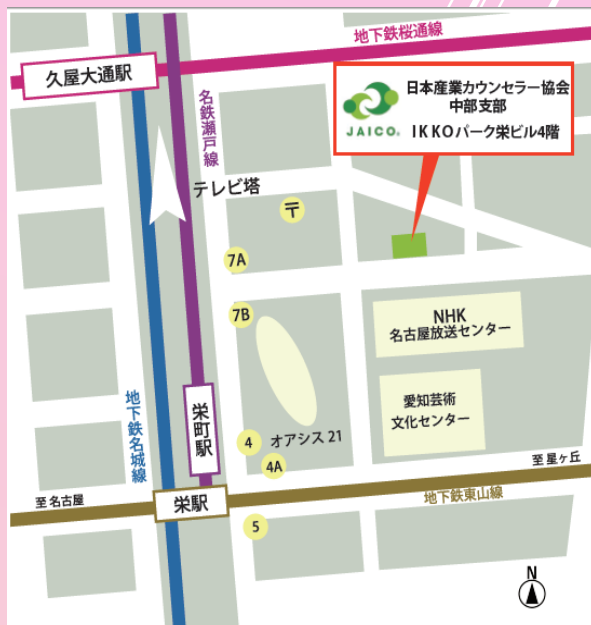 地下鉄桜通線
久屋大通駅
名鉄瀬戸線
日本産業カウンセラー協会
中部支部
JAICO®
IKKOパーク栄ビル4階
テレビ塔
〒
7A
7B
NHK
名古屋放送センター
地下鉄名城線
栄町駅
愛知芸術
文化センター
4
オアシス21
4A
至 星ヶ丘
至 名古屋
栄駅
地下鉄東山線
5
N